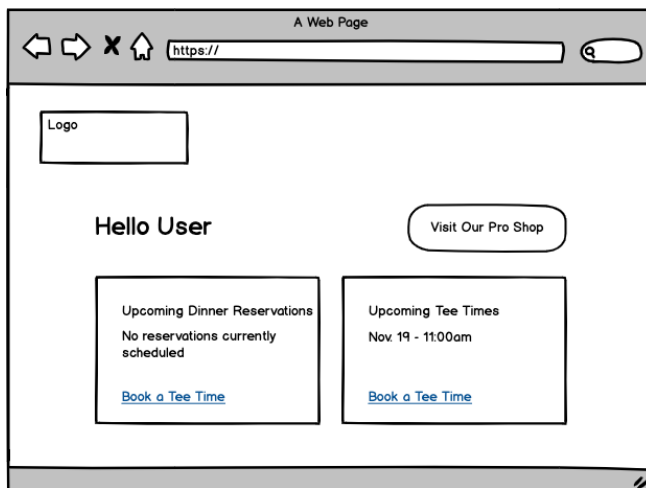 A Web Page
https://
Logo
Hello User
Visit Our Pro Shop
Upcoming Dinner Reservations
No reservations currently
scheduled
Book a Tee Time
Upcoming Tee Times
Nov. 19 - 11:00am
Book a Tee Time